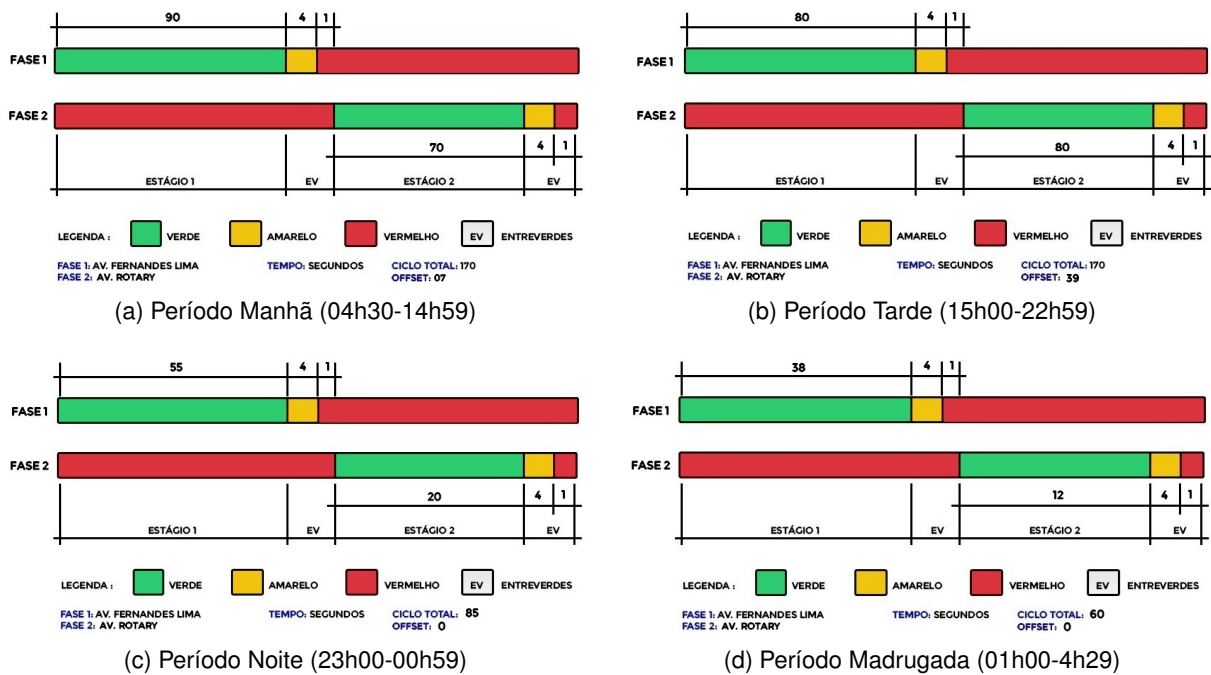 90 4 1
FASE 1
FASE 2
70 4 1
ESTÁGIO 1 EV ESTÁGIO 2 EV
LEGENDA : VERDE AMARELO VERMELHO EV ENTREVERDES
FASE 1: AV. FERNANDES LIMA TEMPO: SEGUNDOS CICLO TOTAL: 170
FASE 2: AV. ROTARY OFFSET: 07
(a) Período Manhã (04h30-14h59)
80 4 1
FASE 1
FASE 2
80 4 1
ESTÁGIO 1 EV ESTÁGIO 2 EV
LEGENDA : VERDE AMARELO VERMELHO EV ENTREVERDES
FASE 1: AV. FERNANDES LIMA TEMPO: SEGUNDOS CICLO TOTAL: 170
FASE 2: AV. ROTARY OFFSET: 39
(b) Período Tarde (15h00-22h59)
55 4 1
FASE 1
FASE 2
20 4 1
ESTÁGIO 1 EV ESTÁGIO 2 EV
LEGENDA : VERDE AMARELO VERMELHO EV ENTREVERDES
FASE 1: AV. FERNANDES LIMA TEMPO: SEGUNDOS CICLO TOTAL: 85
FASE 2: AV. ROTARY OFFSET: 0
(c) Período Noite (23h00-00h59)
38 4 1
FASE 1
FASE 2
12 4 1
ESTÁGIO 1 EV ESTÁGIO 2 EV
LEGENDA : VERDE AMARELO VERMELHO EV ENTREVERDES
FASE 1: AV. FERNANDES LIMA TEMPO: SEGUNDOS CICLO TOTAL: 60
FASE 2: AV. ROTARY OFFSET: 0
(d) Período Madrugada (01h00-4h29)